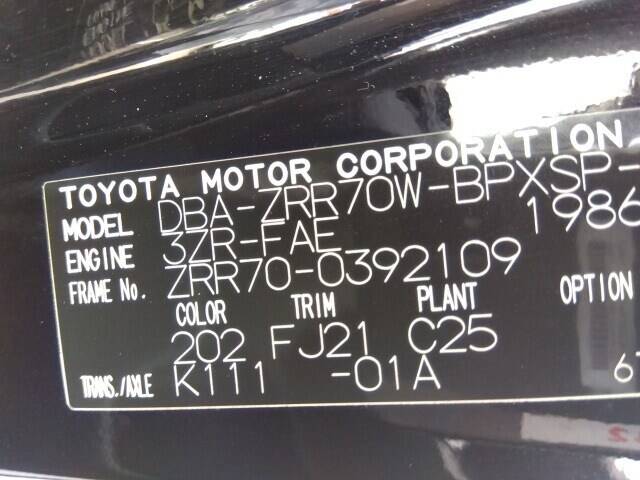 TOYOTA MOTOR CORPORATION
MODEL DBA-ZRR70W-BPXSP-
ENGINE 3ZR-FAE 1986
FRAME No. ZRR70-0392109
COLOR TRIM PLANT OPTION
202 FJ21 C25
TRANS./AXLE K111 -01A